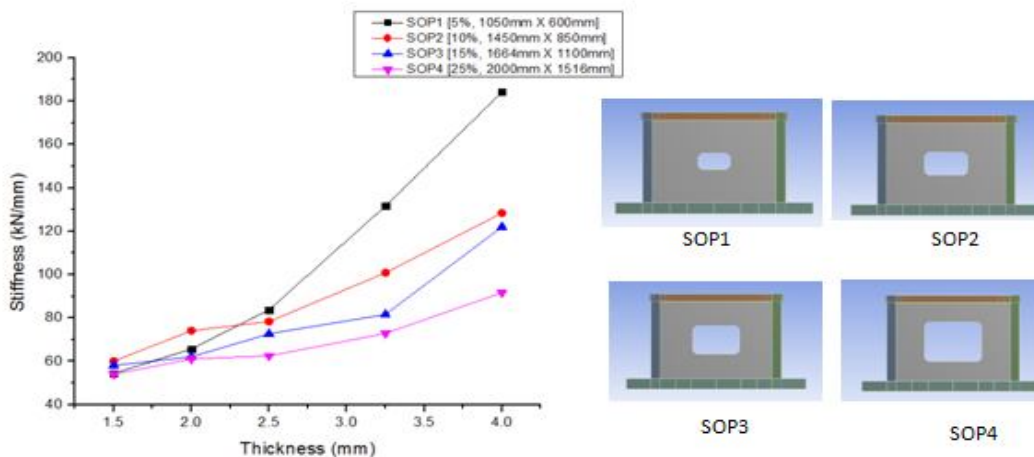 SOP1 [5%, 1050mm X 600mm]
SOP2 [10%, 1450mm X 850mm]
SOP3 [15%, 1664mm X 1100mm]
SOP4 [25%, 2000mm X 1516mm]
200
180
160
140
120
100
80
60
40
Stiffness (kN/mm)
1.5
2.0
2.5
3.0
3.5
4.0
Thickness (mm)
SOP1
SOP2
SOP3
SOP4